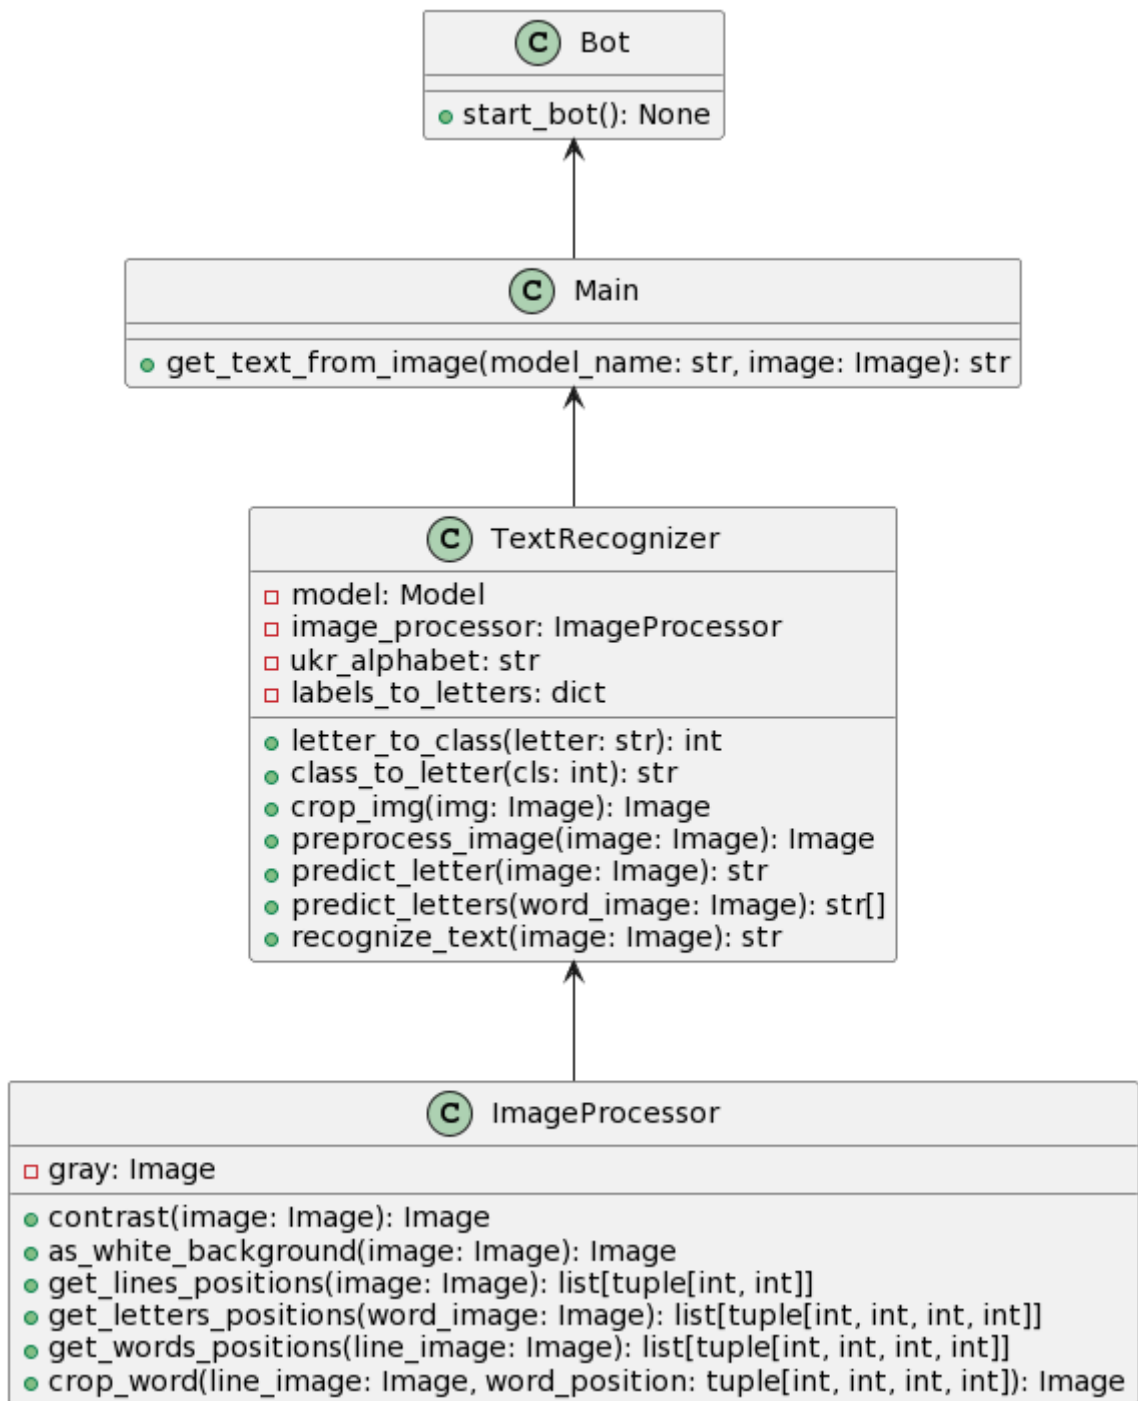 C Bot
start_bot(): None
C Main
get_text_from_image(model_name: str, image: Image): str
C TextRecognizer
model: Model
image_processor: ImageProcessor
ukr_alphabet: str
labels_to_letters: dict
letter_to_class(letter: str): int
class_to_letter(cls: int): str
crop_img(img: Image): Image
preprocess_image(image: Image): Image
predict_letter(image: Image): str
predict_letters(word_image: Image): str[]
recognize_text(image: Image): str
C ImageProcessor
gray: Image
contrast(image: Image): Image
as_white_background(image: Image): Image
get_lines_positions(image: Image): list[tuple[int, int]]
get_letters_positions(word_image: Image): list[tuple[int, int, int, int]]
get_words_positions(line_image: Image): list[tuple[int, int, int, int]]
crop_word(line_image: Image, word_position: tuple[int, int, int, int]): Image